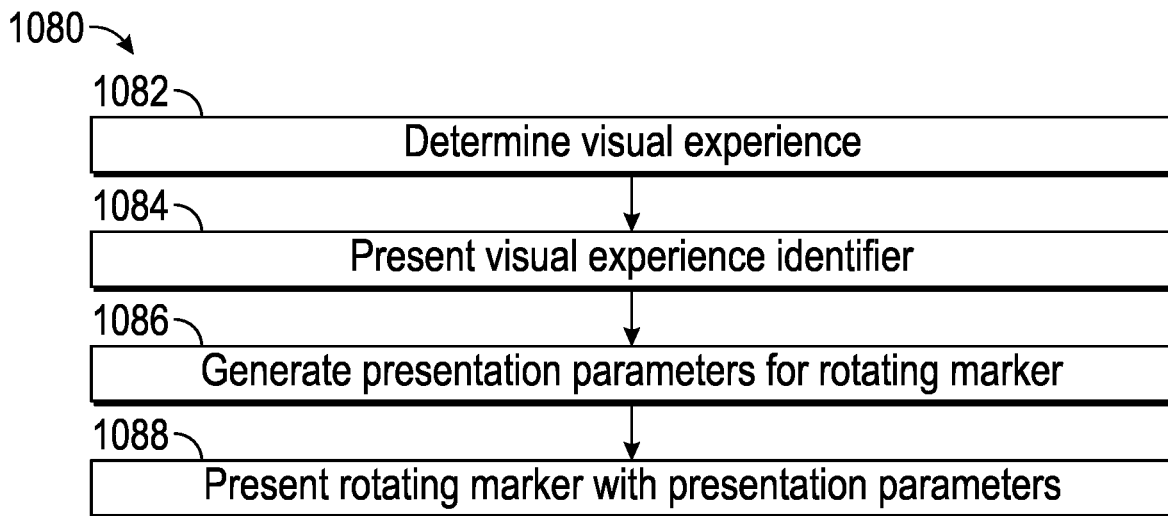 1080
1082
Determine visual experience
1084
Present visual experience identifier
1086
Generate presentation parameters for rotating marker
1088
Present rotating marker with presentation parameters